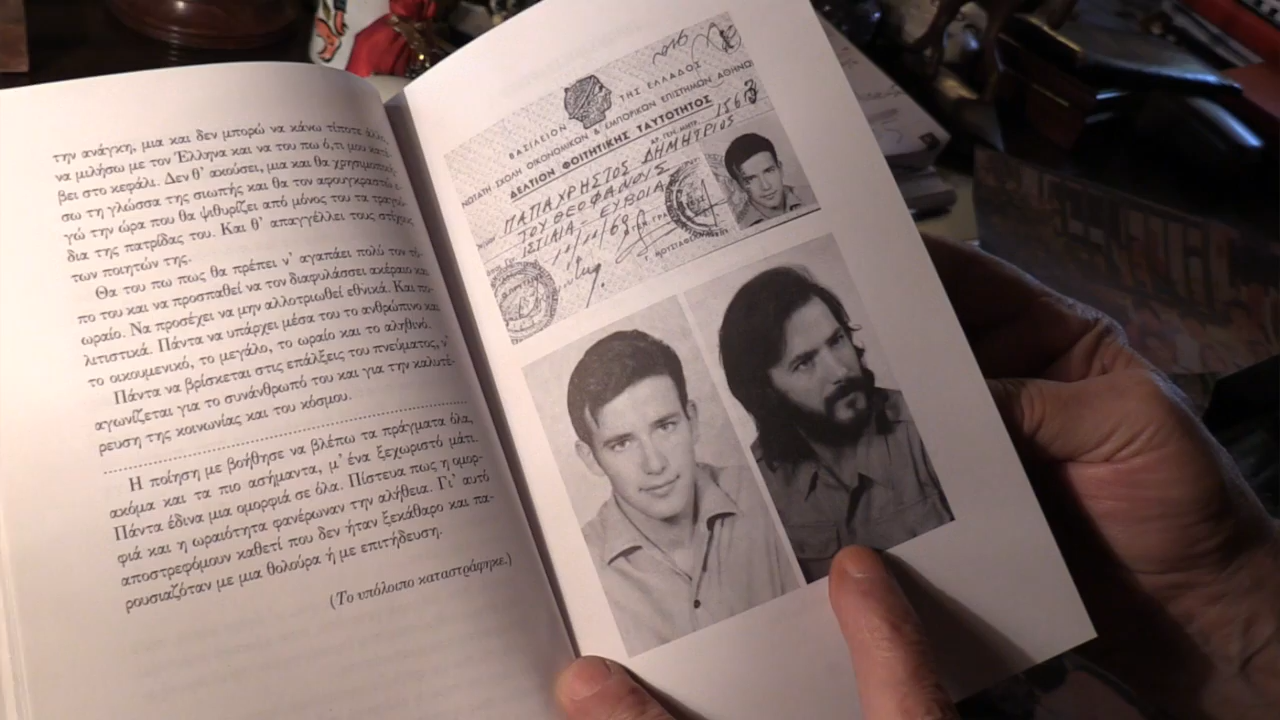 την ανάγκη, μια και δεν μπορώ να κάνω τίποτε άλλο,
να μιλήσω με τον Έλληνα και να του πω ό,τι μου κατέ-
βει στο κεφάλι. Δεν θ' ακούσει, μια και θα χρησιμοποιή-
σω τη γλώσσα της σιωπής και θα τον αφουγκραστώ ε-
γώ την ώρα που θα ψιθυρίζει από μόνος του τα τραγού-
δια της πατρίδας του. Και θ' απαγγέλλει τους στίχους
των ποιητών της.
Θα του πω πως θα πρέπει ν' αγαπάει πολύ τον τό-
πο του και να προσπαθεί να τον διαφυλάσσει ακέραιο και
ωραίο. Να προσέχει να μην αλλοτριωθεί εθνικά. Και πο-
λιτιστικά. Πάντα να υπάρχει μέσα του το ανθρώπινο και
το οικουμενικό, το μεγάλο, το ωραίο και το αληθινό.
Πάντα να βρίσκεται στις επάλξεις του πνεύματος, ν'
αγωνίζεται για το συνάνθρωπό του και για την καλυτέ-
ρευση της κοινωνίας και του κόσμου.
Η ποίηση με βοήθησε να βλέπω τα πράγματα όλα,
ακόμα και τα πιο ασήμαντα, μ' ένα ξεχωριστό μάτι.
Πάντα έδινα μια ομορφιά σε όλα. Πίστευα πως η ομορ-
φιά και η ωραιότητα φανέρωναν την αλήθεια. Γι' αυτό
αποστρεφόμουν καθετί που δεν ήταν ξεκάθαρο και πα-
ρουσιαζόταν με μια θολούρα ή με επιτήδευση.
(Το υπόλοιπο καταστράφηκε.)
ΒΑΣΙΛΕΙΟΝ ΤΗΣ ΕΛΛΑΔΟΣ
ΝΩΤΑΤΗ ΣΧΟΛΗ ΟΙΚΟΝΟΜΙΚΩΝ & ΕΜΠΟΡΙΚΩΝ ΕΠΙΣΤΗΜΩΝ ΑΘΗΝΩ
ΔΕΛΤΙΟΝ ΦΟΙΤΗΤΙΚΗΣ ΤΑΥΤΟΤΗΤΟΣ
ΑΡ. ΓΕΝ. ΜΗΤΡ.
ΠΑΠΑΧΡΗΣΤΟΣ ΔΗΜΗΤΡΙΟΣ
ΤΟΥ ΘΕΟΦΑΝΟΥΣ
ΙΣΤΙΑΙΑ - ΕΥΒΟΙΑ